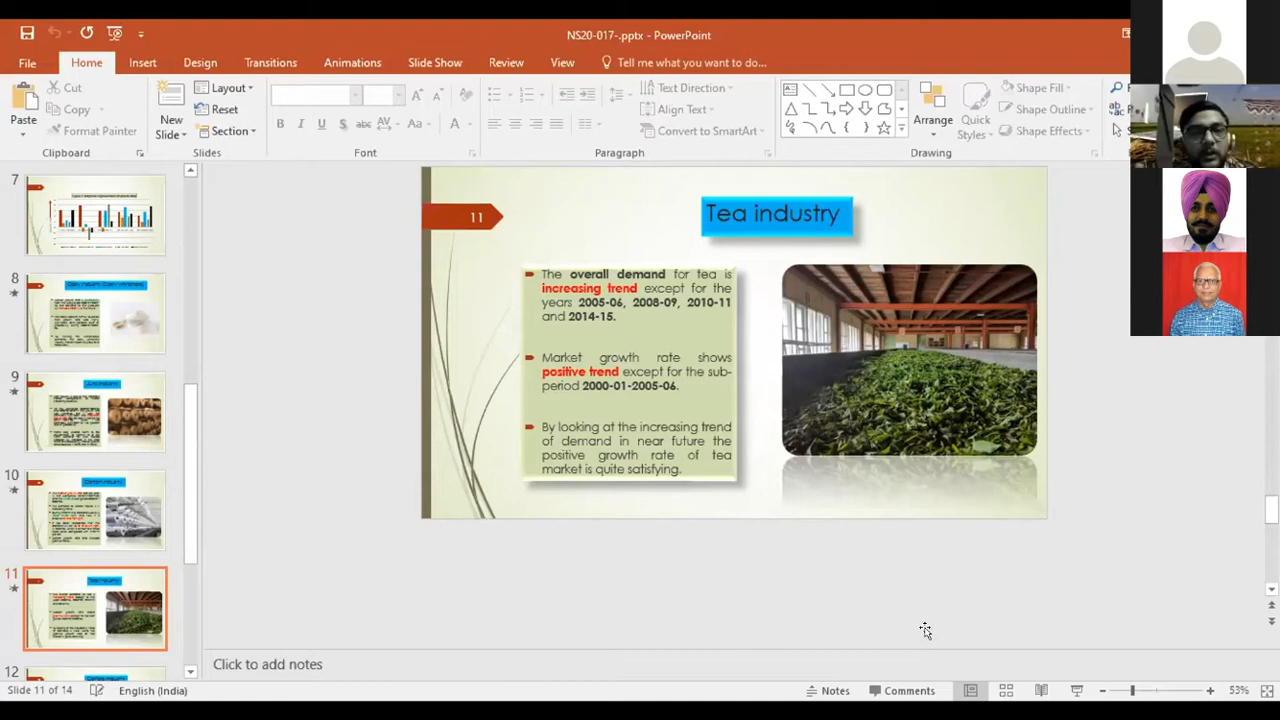 NS20-017-.pptx - PowerPoint
File Home Insert Design Transitions Animations Slide Show Review View Tell me what you want to do...
Paste
Cut
Copy
Format Painter
Clipboard
New
Slide
Layout
Reset
Section
Slides
B I U S abc AV Aa A
Font
Text Direction
Align Text
Convert to SmartArt
Paragraph
Arrange
Quick
Styles
Shape Fill
Shape Outline
Shape Effects
Drawing
7
8
9
10
11
12
11
Tea industry
The overall demand for tea is
increasing trend except for the
years 2005-06, 2008-09, 2010-11
and 2014-15.
Market growth rate shows
positive trend except for the sub-
period 2000-01-2005-06.
By looking at the increasing trend
of demand in near future the
positive growth rate of tea
market is quite satisfying.
Click to add notes
Slide 11 of 14 English (India) Notes Comments 53%